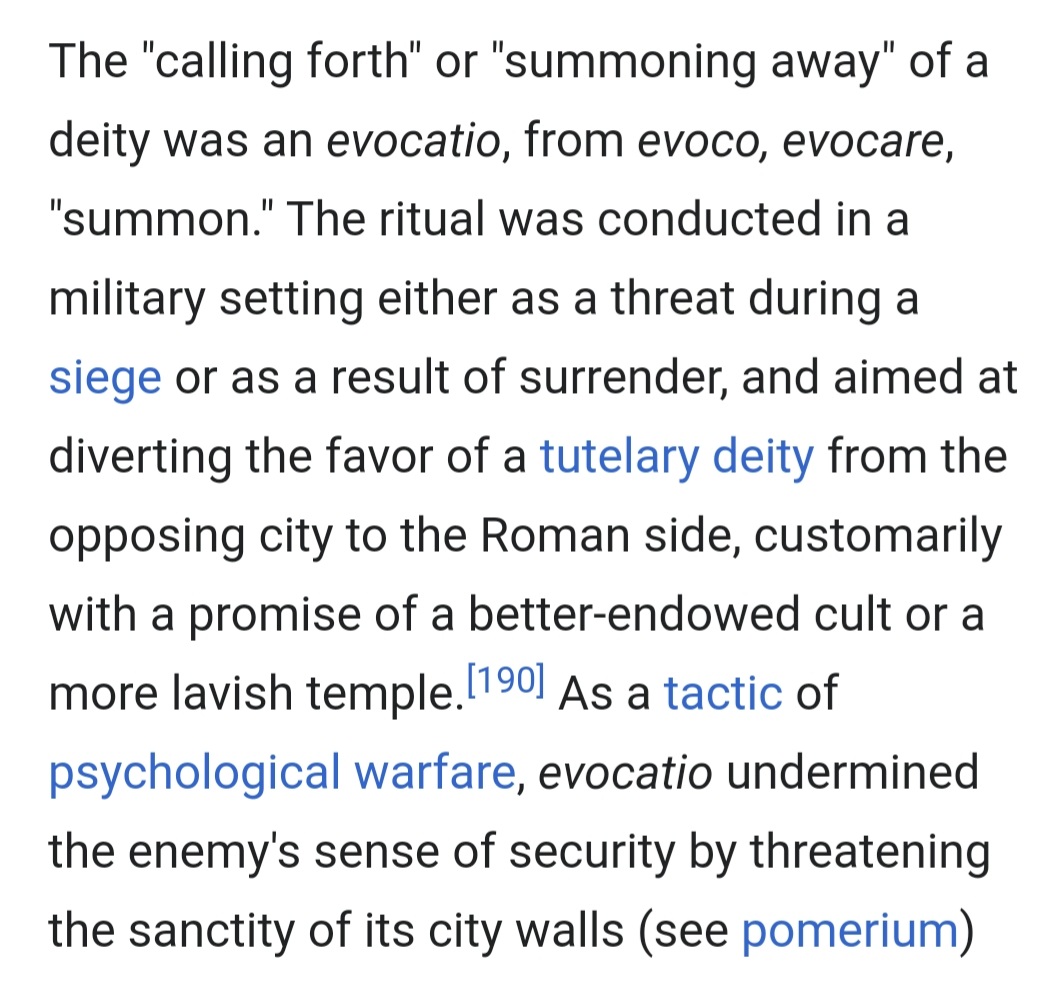 The "calling forth" or "summoning away" of a
deity was an evocatio, from evoco, evocare,
"summon." The ritual was conducted in a
military setting either as a threat during a
siege or as a result of surrender, and aimed at
diverting the favor of a tutelary deity from the
opposing city to the Roman side, customarily
with a promise of a better-endowed cult or a
more lavish temple.[190] As a tactic of
psychological warfare, evocatio undermined
the enemy's sense of security by threatening
the sanctity of its city walls (see pomerium)